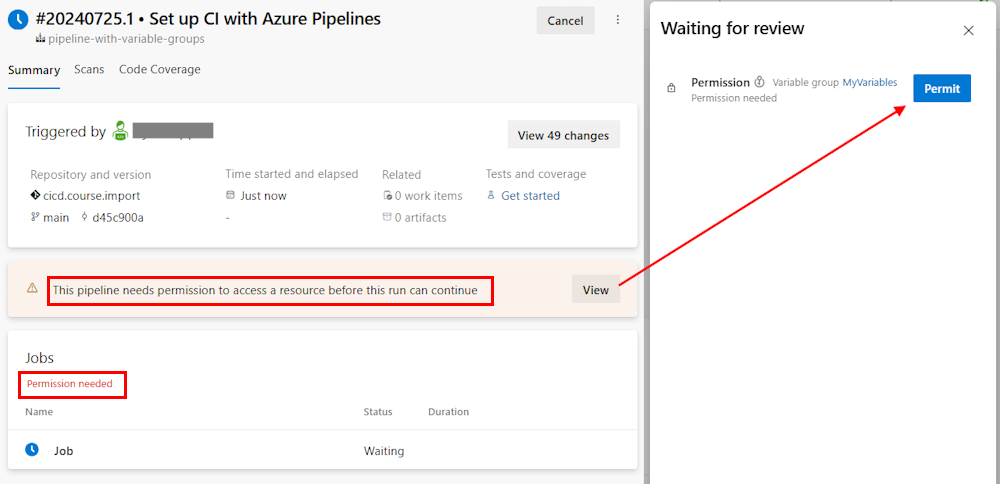 #20240725.1 • Set up CI with Azure Pipelines
pipeline-with-variable-groups
Cancel
Summary Scans Code Coverage
Triggered by
View 49 changes
Repository and version
cicd.course.import
main d45c900a
Time started and elapsed
Just now
-
Related
0 work items
0 artifacts
Tests and coverage
Get started
This pipeline needs permission to access a resource before this run can continue
View
Jobs
Permission needed
Name Status Duration
Job Waiting
Waiting for review
Permission Variable group MyVariables
Permission needed
Permit